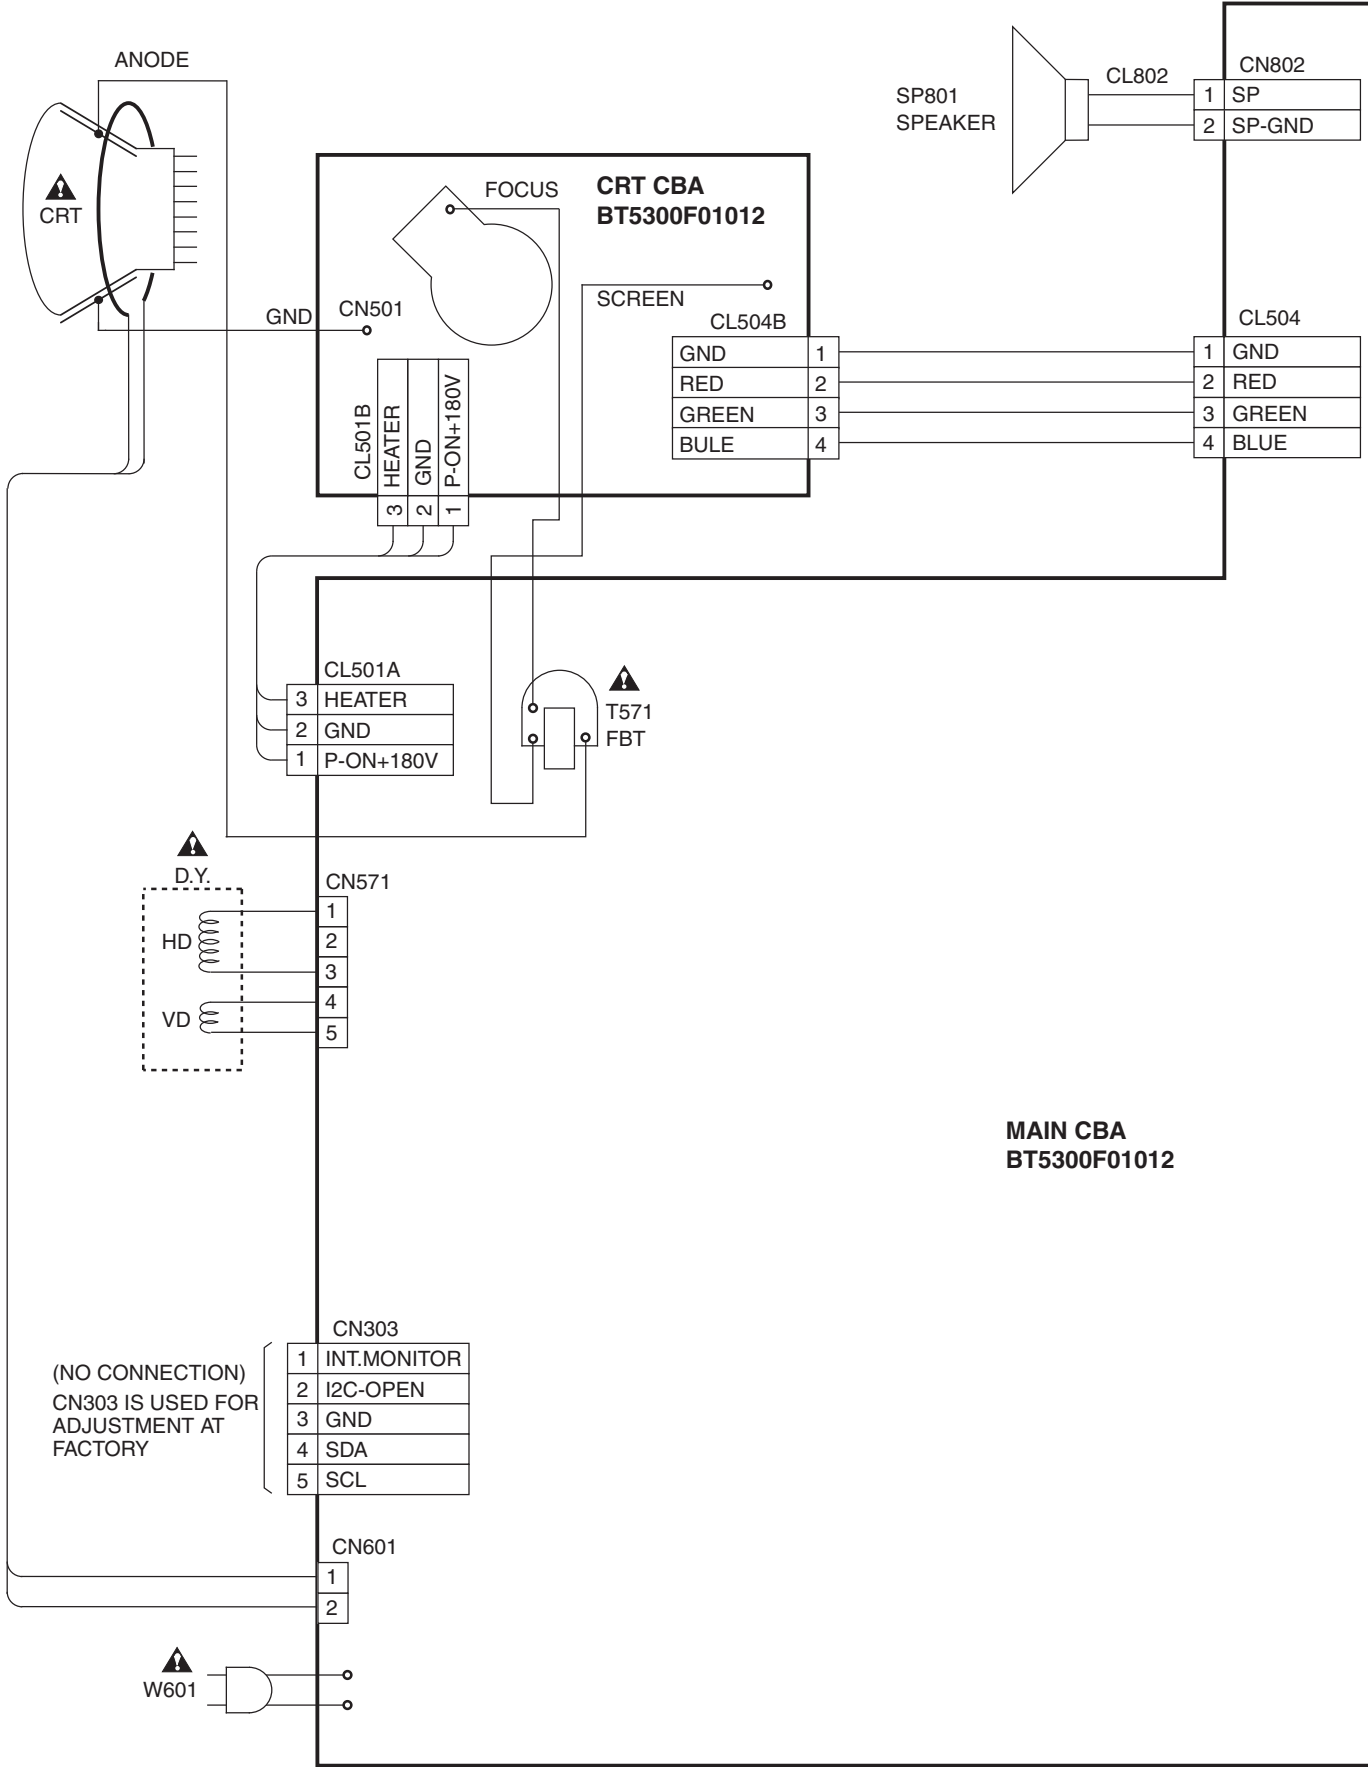 ANODE
CRT
SP801
SPEAKER
CL802
CN802
1 SP
2 SP-GND
CRT CBA
BT5300F01012
FOCUS
SCREEN
GND
CN501
CL504B
GND 1
RED 2
GREEN 3
BULE 4
CL504
1 GND
2 RED
3 GREEN
4 BLUE
CL501B
HEATER 3
GND 2
P-ON+180V 1
CL501A
3 HEATER
2 GND
1 P-ON+180V
T571
FBT
D.Y.
HD
VD
CN571
1
2
3
4
5
MAIN CBA
BT5300F01012
(NO CONNECTION)
CN303 IS USED FOR
ADJUSTMENT AT
FACTORY
CN303
1 INT.MONITOR
2 I2C-OPEN
3 GND
4 SDA
5 SCL
CN601
1
2
W601